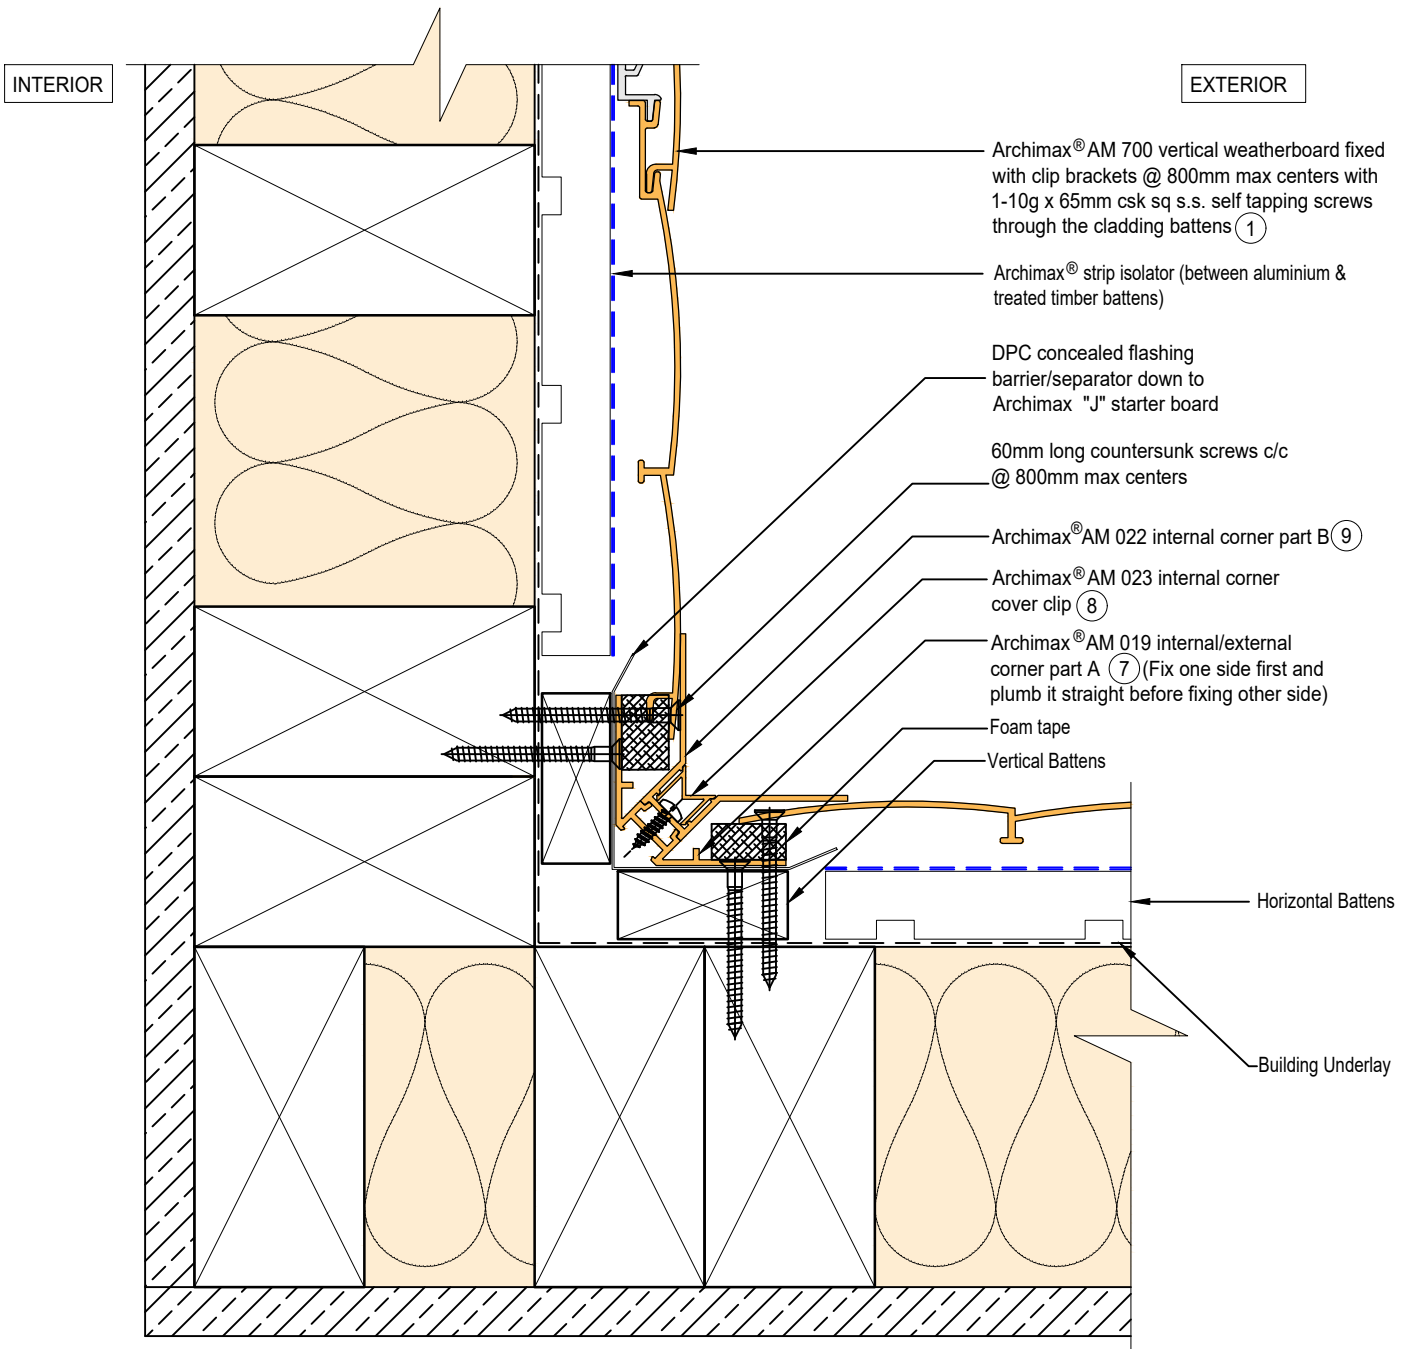 INTERIOR
EXTERIOR
Archimax® AM 700 vertical weatherboard fixed
with clip brackets @ 800mm max centers with
1-10g x 65mm csk sq s.s. self tapping screws
through the cladding battens 1
Archimax® strip isolator (between aluminium &
treated timber battens)
DPC concealed flashing
barrier/separator down to
Archimax "J" starter board
60mm long countersunk screws c/c
@ 800mm max centers
Archimax® AM 022 internal corner part B 9
Archimax® AM 023 internal corner
cover clip 8
Archimax® AM 019 internal/external
corner part A 7 (Fix one side first and
plumb it straight before fixing other side)
Foam tape
Vertical Battens
Horizontal Battens
Building Underlay